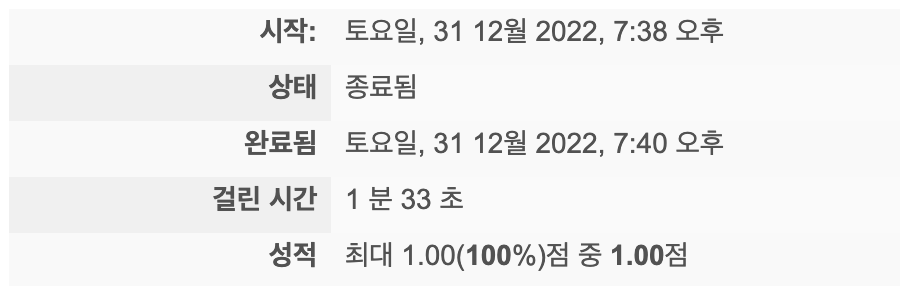 시작: 토요일, 31 12월 2022, 7:38 오후
상태 종료됨
완료됨 토요일, 31 12월 2022, 7:40 오후
걸린 시간 1 분 33 초
성적 최대 1.00(100%)점 중 1.00점